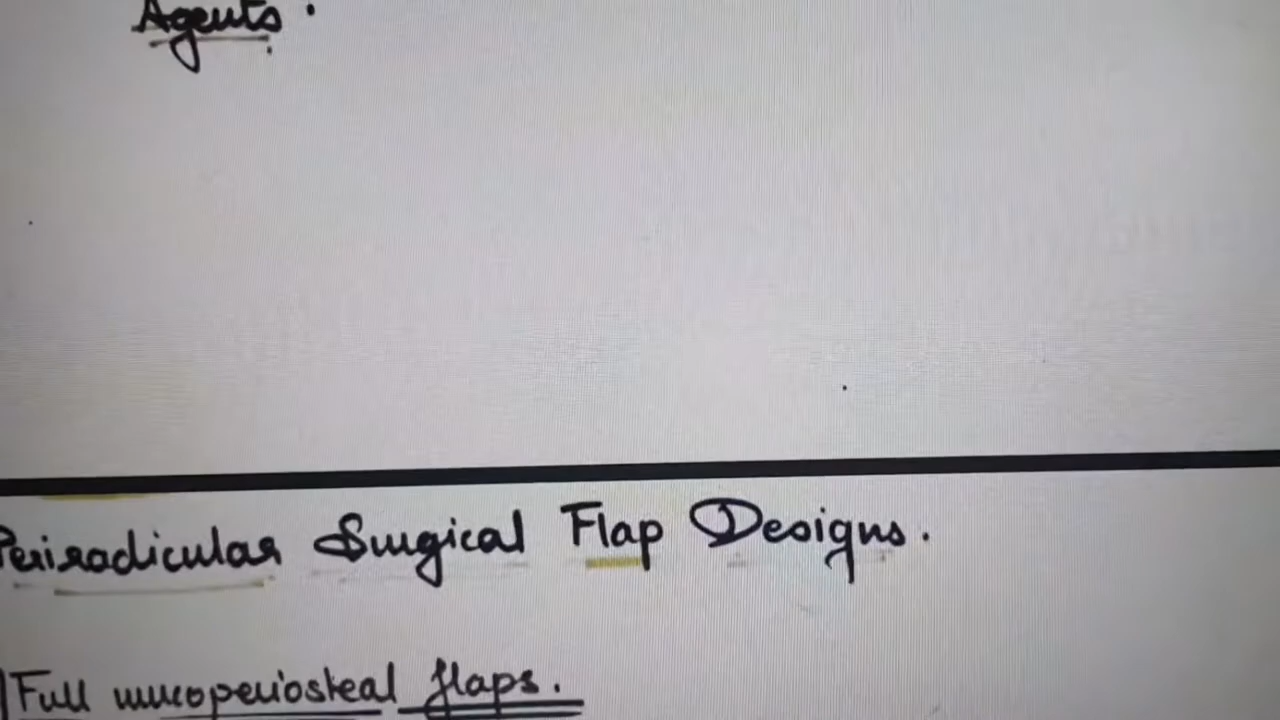 Agents:
Periradicular Surgical Flap Designs.
Full mucoperiosteal flaps.